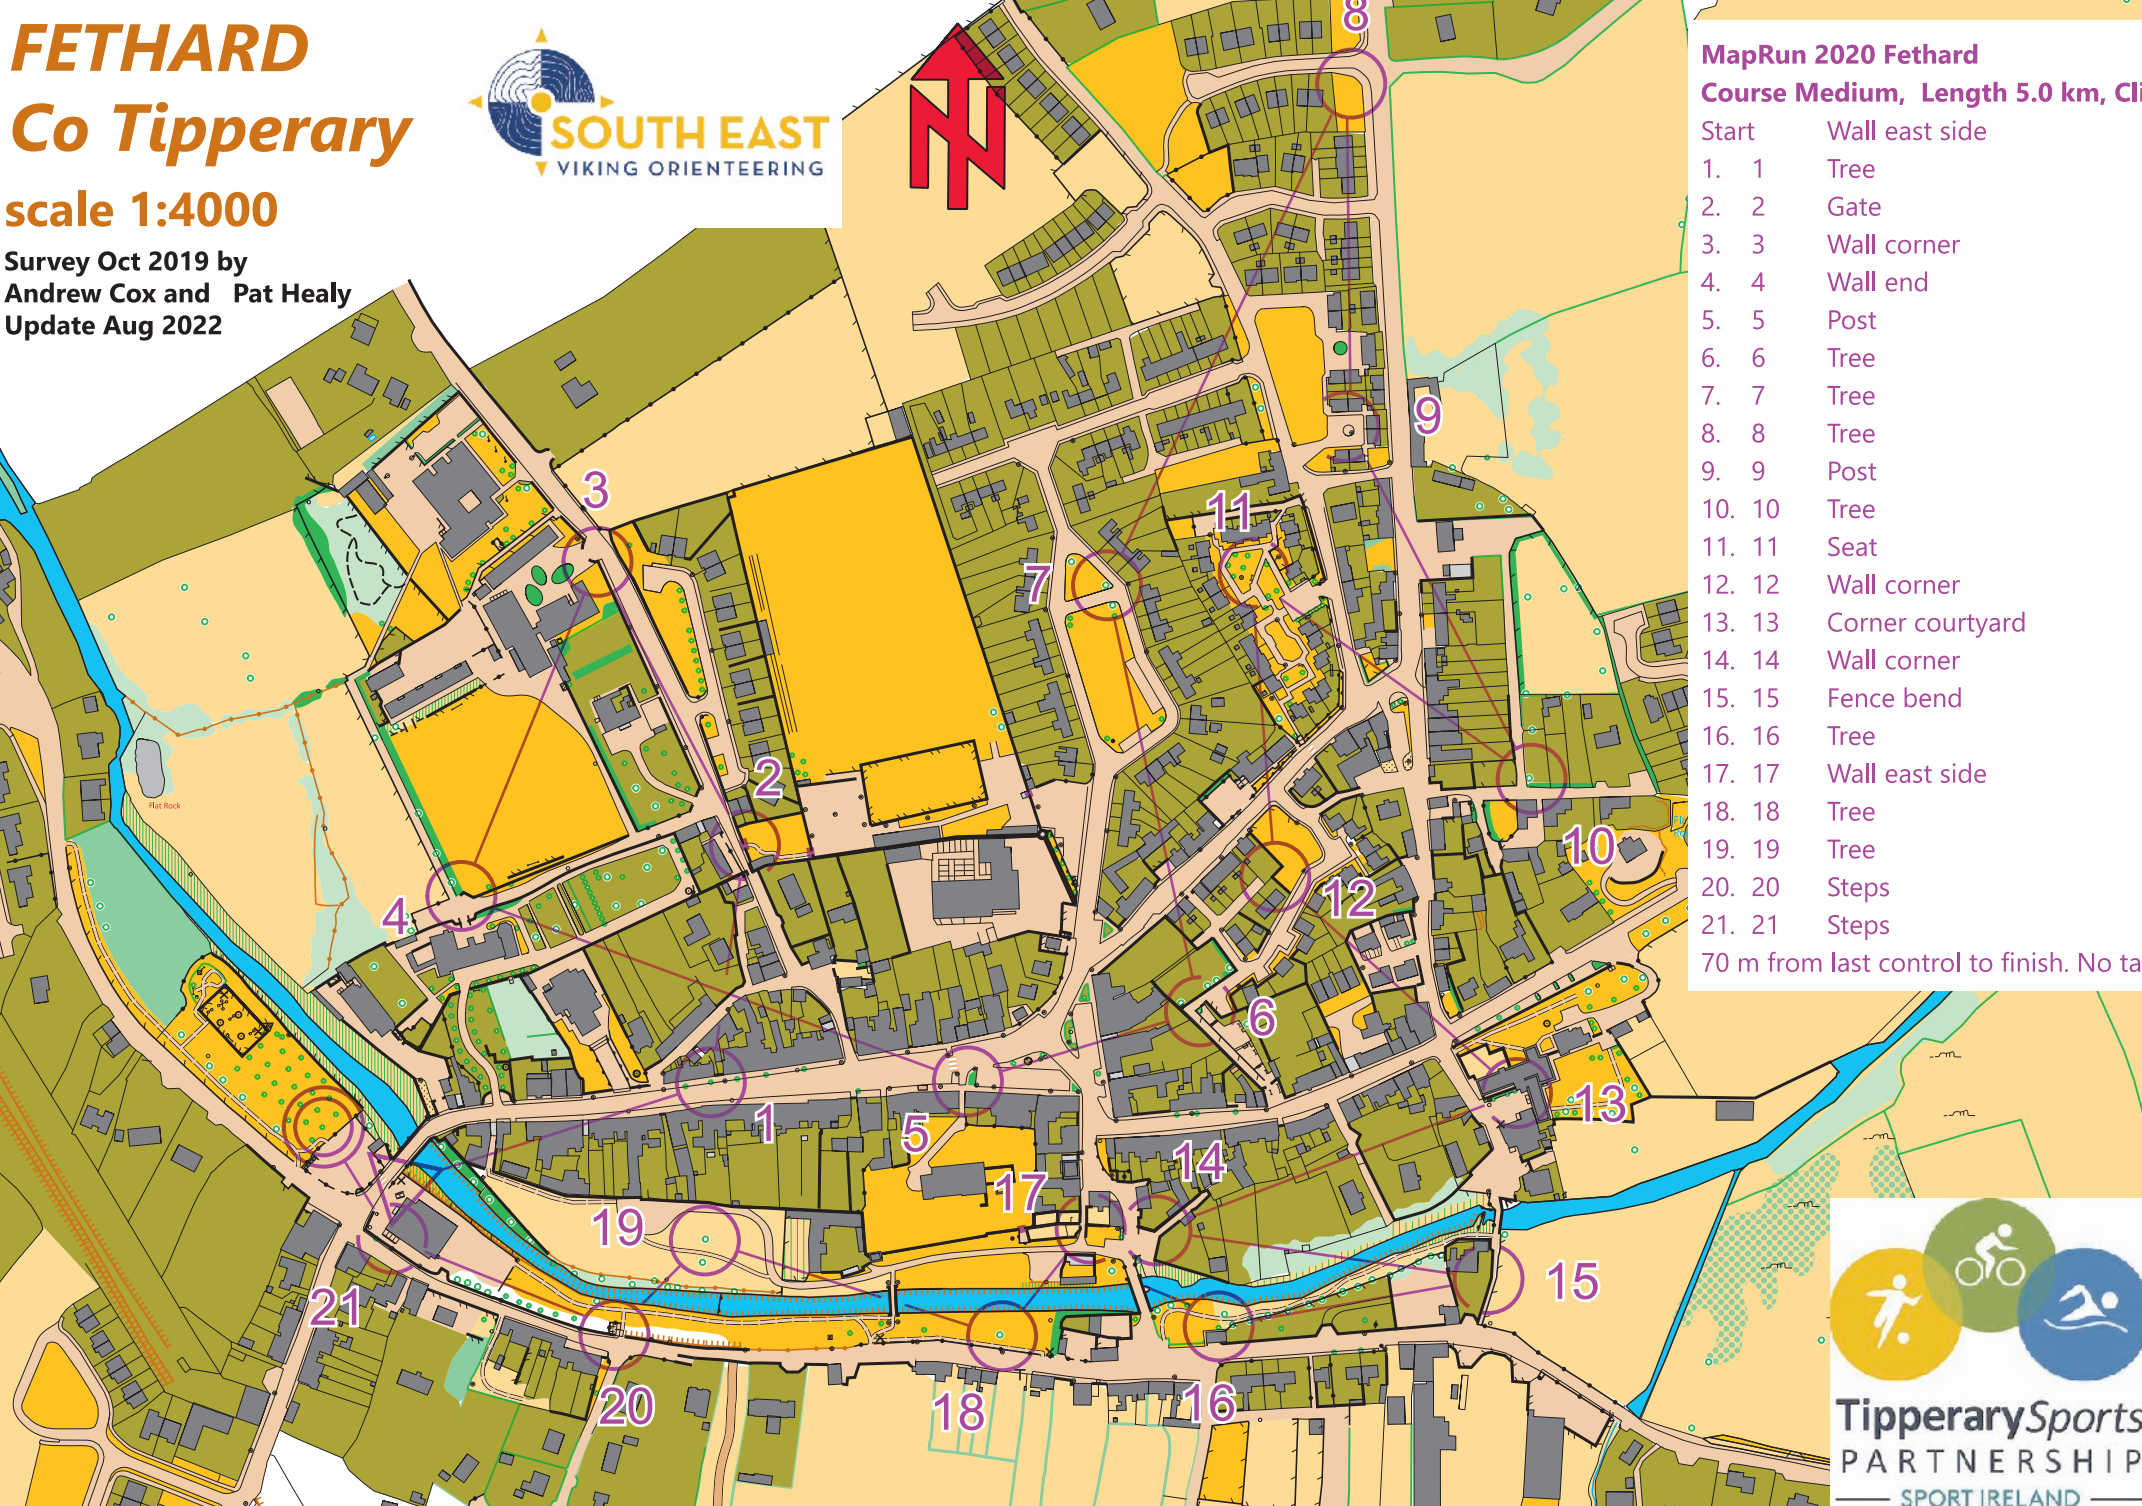 FETHARD
Co Tipperary
scale 1:4000
Survey Oct 2019 by
Andrew Cox and Pat Healy
Update Aug 2022
SOUTH EAST
VIKING ORIENTEERING
N
MapRun 2020 Fethard
Course Medium, Length 5.0 km, Cli
Start Wall east side
1. 1 Tree
2. 2 Gate
3. 3 Wall corner
4. 4 Wall end
5. 5 Post
6. 6 Tree
7. 7 Tree
8. 8 Tree
9. 9 Post
10. 10 Tree
11. 11 Seat
12. 12 Wall corner
13. 13 Corner courtyard
14. 14 Wall corner
15. 15 Fence bend
16. 16 Tree
17. 17 Wall east side
18. 18 Tree
19. 19 Tree
20. 20 Steps
21. 21 Steps
70 m from last control to finish. No ta
8
9
3
11
7
2
10
4
12
6
13
1
5
14
17
19
15
21
20
18
16
Flat Rock
TipperarySports
PARTNERSHIP
SPORT IRELAND